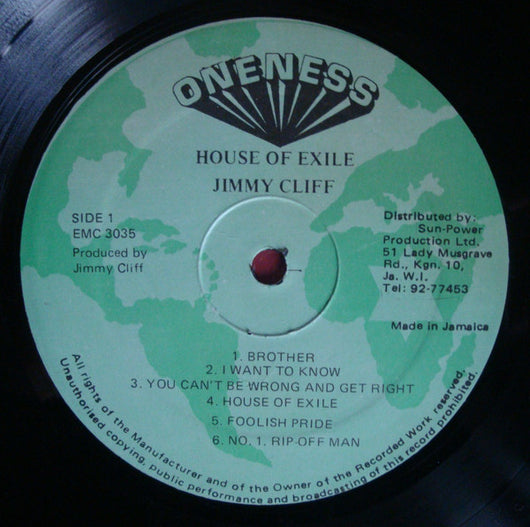 ONENESS
HOUSE OF EXILE
JIMMY CLIFF
SIDE 1
EMC 3035
Produced by
Jimmy Cliff
Distributed by:
Sun-Power
Production Ltd.
51 Lady Musgrave
Rd., Kgn. 10,
Ja. W.I.
Tel: 92-77453
Made in Jamaica
1. BROTHER
2. I WANT TO KNOW
3. YOU CAN'T BE WRONG AND GET RIGHT
4. HOUSE OF EXILE
5. FOOLISH PRIDE
6. NO. 1. RIP-OFF MAN
All rights of the Manufacturer and of the Owner of the Recorded Work reserved.
Unauthorised copying, public performance and broadcasting of this record prohibited.